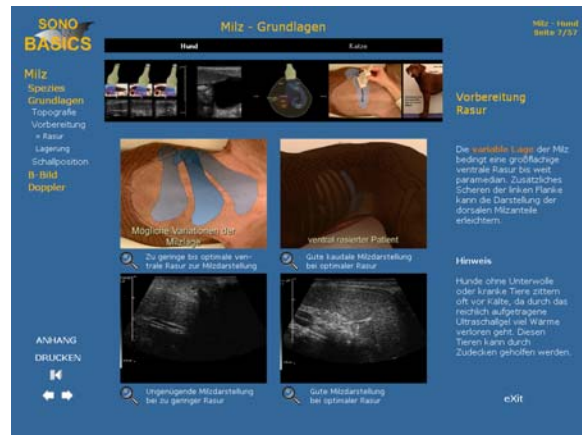 SONO
BASICS
Milz - Grundlagen
Milz - Hund
Seite 7/57
Hund
Katze
Milz
Spezies
Grundlagen
Topografie
Vorbereitung
= Rasur
Lagerung
Schallposition
B-Bild
Doppler
Mögliche Variationen der
Milzlage
Zu geringe bis optimale ven-
trale Rasur zur Milzdarstellung
ventral rasierter Patient
Gute kaudale Milzdarstellung
bei optimaler Rasur
Ungenügende Milzdarstellung
bei zu geringer Rasur
Gute Milzdarstellung
bei optimaler Rasur
Vorbereitung
Rasur
Die variable Lage der Milz
bedingt eine großflächige
ventrale Rasur bis weit
paramedian. Zusätzliches
Scheren der linken Flanke
kann die Darstellung der
dorsalen Milzanteile
erleichtern.
Hinweis
Hunde ohne Unterwolle
oder kranke Tiere zittern
oft vor Kälte, da durch das
reichlich aufgetragene
Ultraschallgel viel Wärme
verloren geht. Diesen
Tieren kann durch
Zudecken geholfen werden.
ANHANG
DRUCKEN
eXit